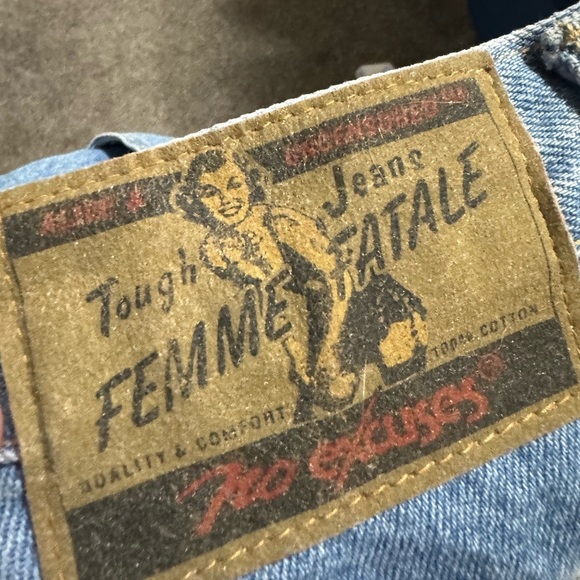 Tough Jeans
FEMME FATALE
QUALITY & COMFORT 100% COTTON
No excuses®